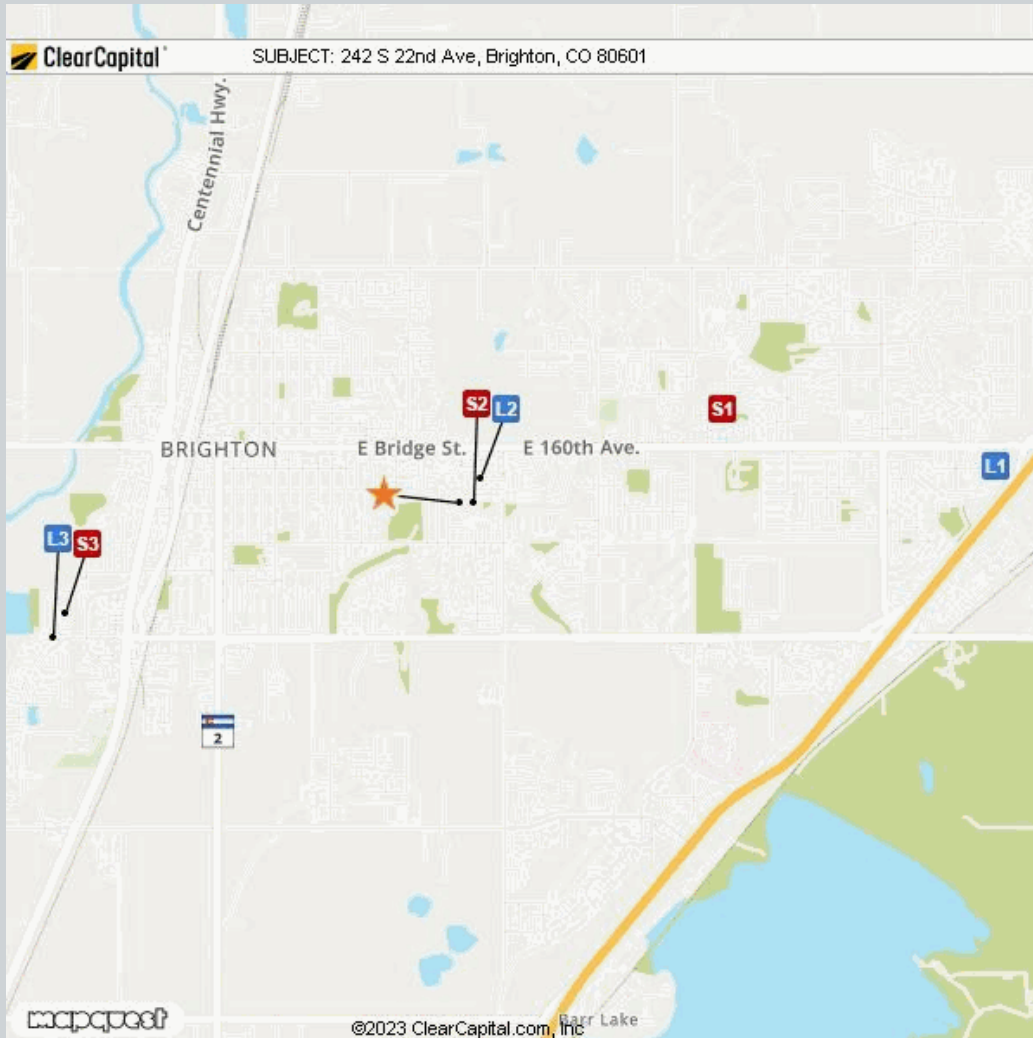 ClearCapital
SUBJECT: 242 S 22nd Ave, Brighton, CO 80601
Centennial Hwy.
S2
L2
S1
BRIGHTON
E Bridge St.
E 160th Ave.
L1
L3
S3
2
mapquest
©2023 ClearCapital.com, Inc
Barr Lake